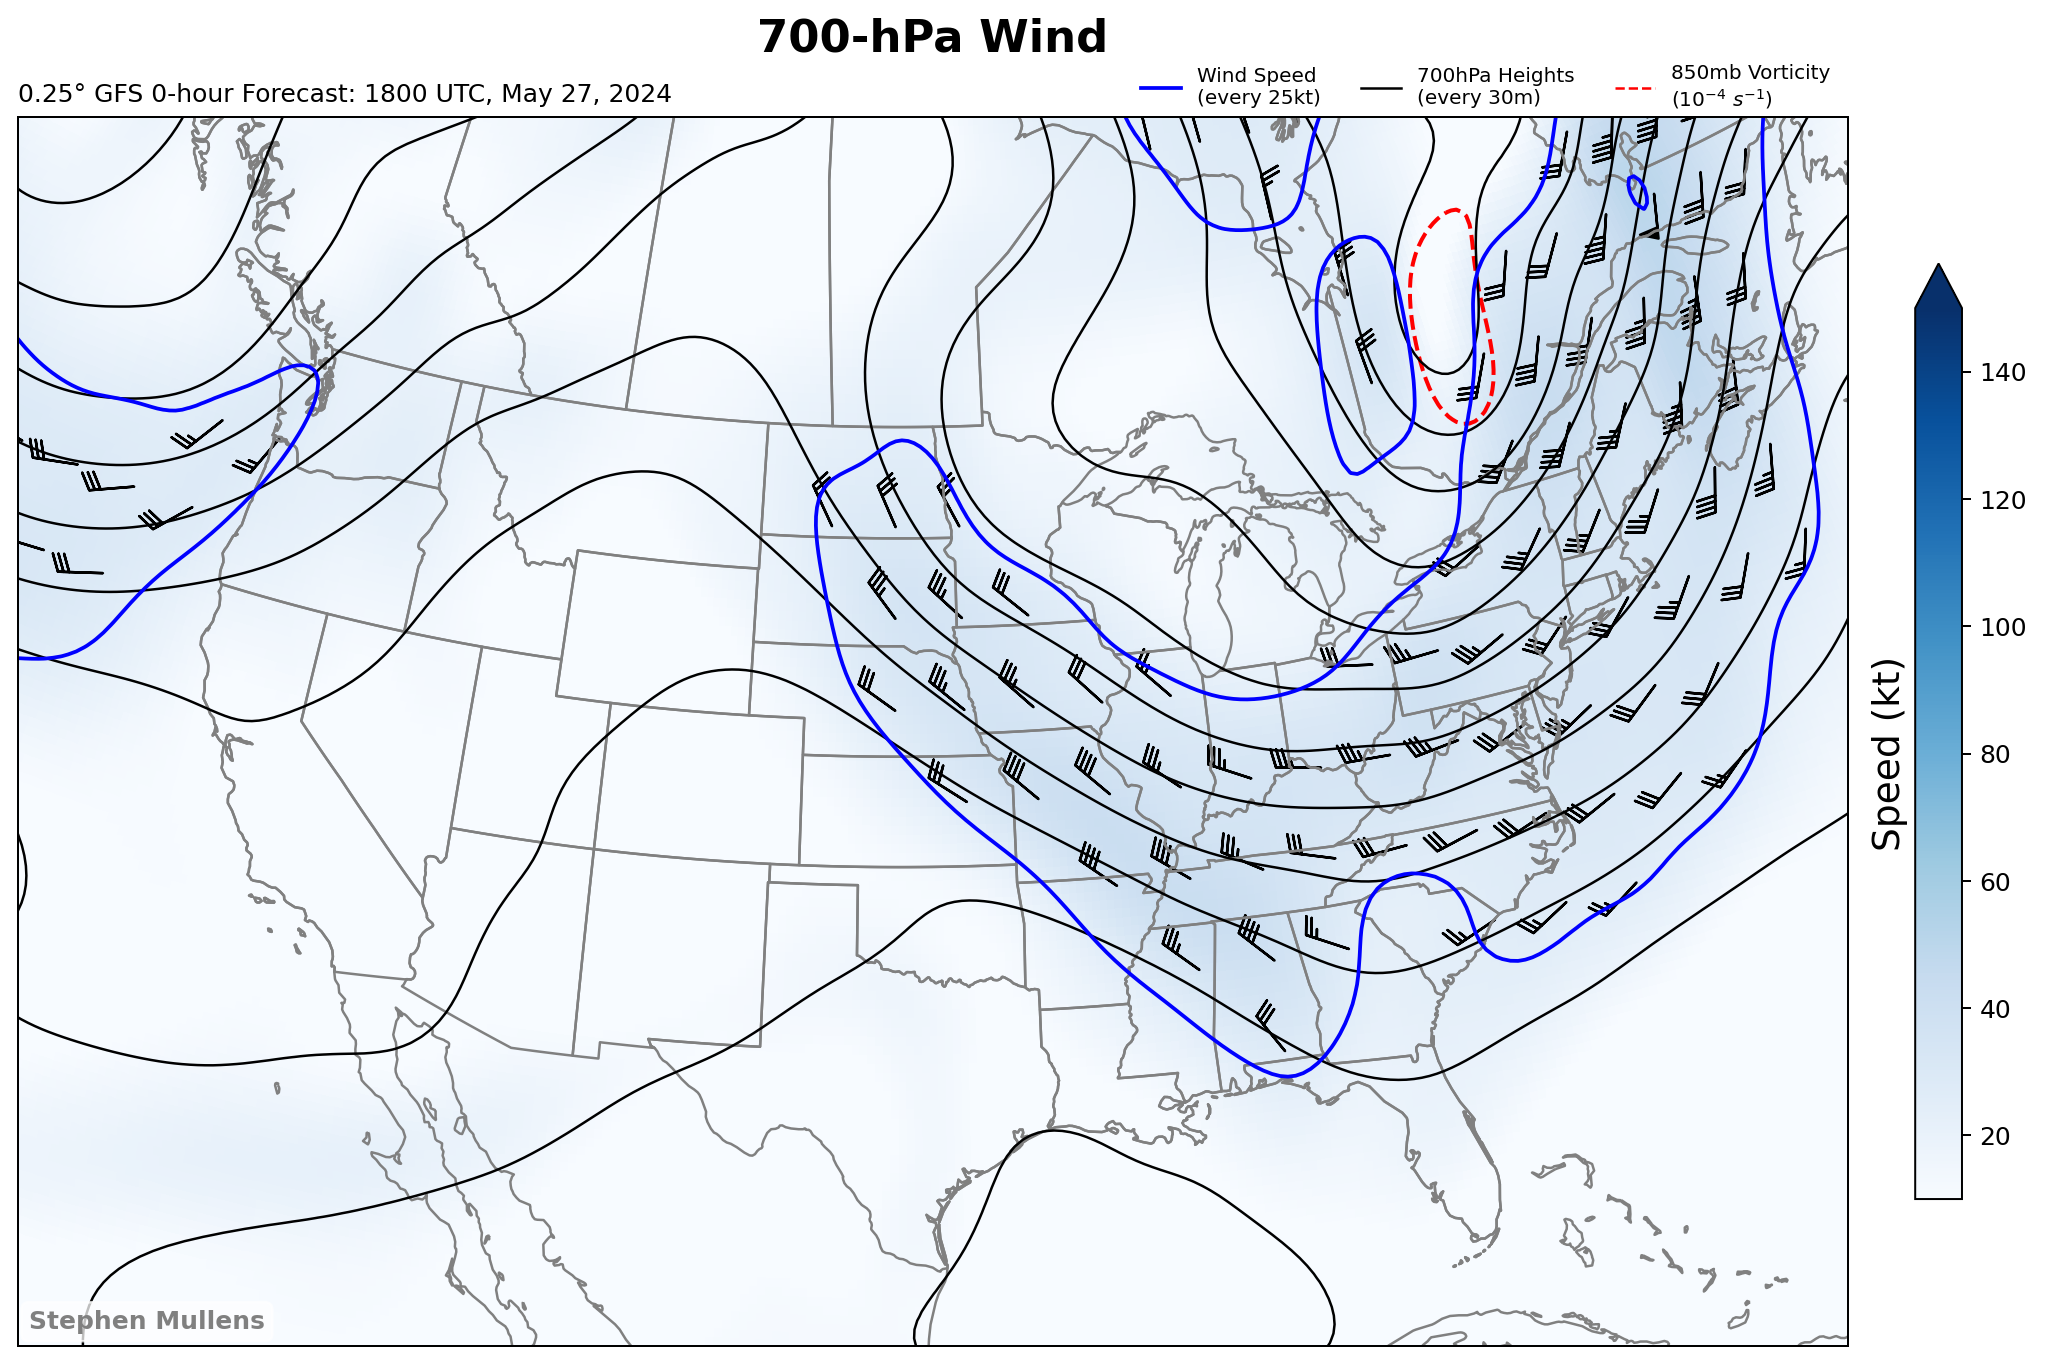 700-hPa Wind
0.25° GFS 0-hour Forecast: 1800 UTC, May 27, 2024
Wind Speed
(every 25kt)
700hPa Heights
(every 30m)
850mb Vorticity
(10⁻⁴ s⁻¹)
140
120
100
80
60
40
20
Speed (kt)
Stephen Mullens